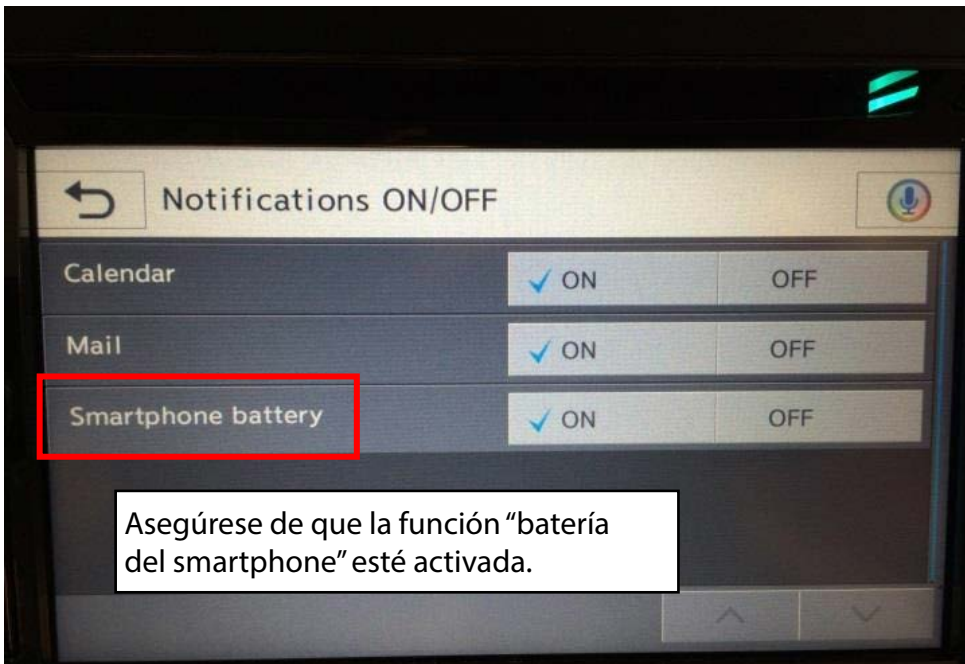 Notifications ON/OFF
Calendar
ON
OFF
Mail
ON
OFF
Smartphone battery
ON
OFF
Asegúrese de que la función “batería
del smartphone” esté activada.